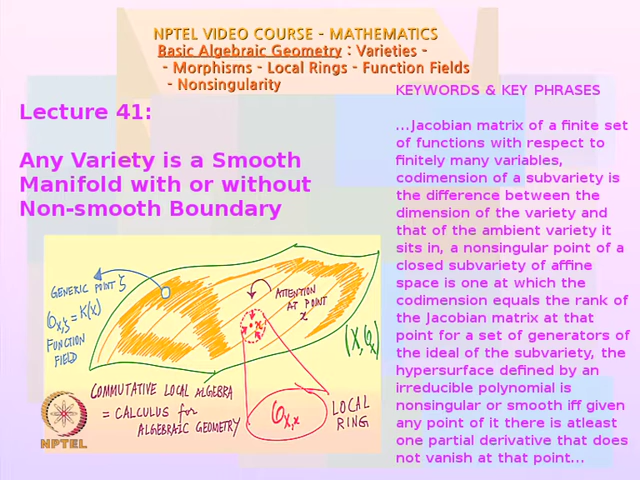 NPTEL VIDEO COURSE - MATHEMATICS
Basic Algebraic Geometry : Varieties -
- Morphisms - Local Rings - Function Fields
- Nonsingularity
Lecture 41:
Any Variety is a Smooth
Manifold with or without
Non-smooth Boundary
GENERIC POINT ζ
O_{X,ζ} = K(X)
FUNCTION
FIELD
ATTENTION
AT POINT
x
x
(X, O_X)
COMMUTATIVE LOCAL ALGEBRA
= CALCULUS for
ALGEBRAIC GEOMETRY
O_{X,x}
LOCAL
RING
NPTEL
KEYWORDS & KEY PHRASES
...Jacobian matrix of a finite set
of functions with respect to
finitely many variables,
codimension of a subvariety is
the difference between the
dimension of the variety and
that of the ambient variety it
sits in, a nonsingular point of a
closed subvariety of affine
space is one at which the
codimension equals the rank of
the Jacobian matrix at that
point for a set of generators of
the ideal of the subvariety, the
hypersurface defined by an
irreducible polynomial is
nonsingular or smooth iff given
any point of it there is atleast
one partial derivative that does
not vanish at that point...